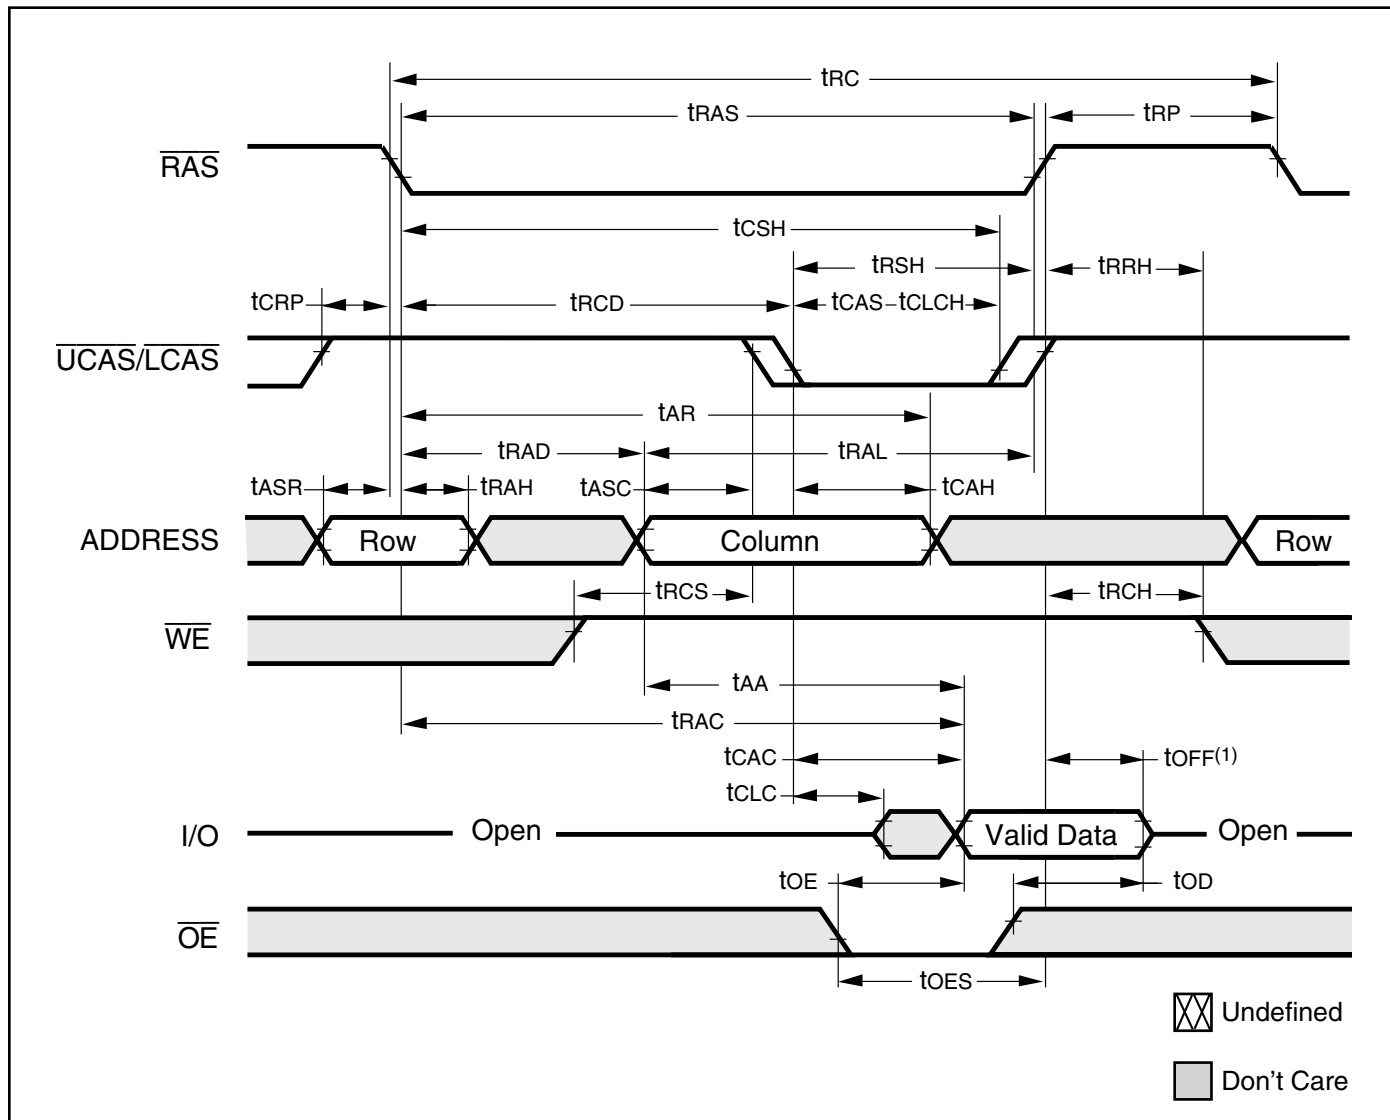 tRC
tRAS tRP
RAS
tCSH
tRSH tRRH
tCRP tRCD tCAS tCLCH
UCAS/LCAS
tAR
tRAD tRAL
tASR tRAH tASC tCAH
ADDRESS Row Column Row
tRCS tRCH
WE
tAA
tRAC
tCAC tOFF(1)
tCLC
I/O Open Valid Data Open
tOE tOD
OE
tOES
Undefined
Don't Care